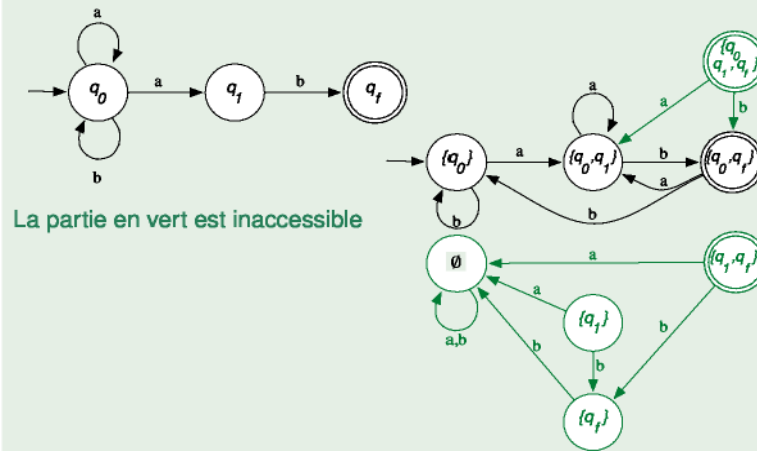 a
q0
a
q1
b
qf
b
{q0
q1,qf}
a
b
{q0}
a
a
{q0,q1}
b
{q0,qf}
a
b
b
La partie en vert est inaccessible
∅
a
{q1,qf}
a
{q1}
b
a,b
b
b
{qf}